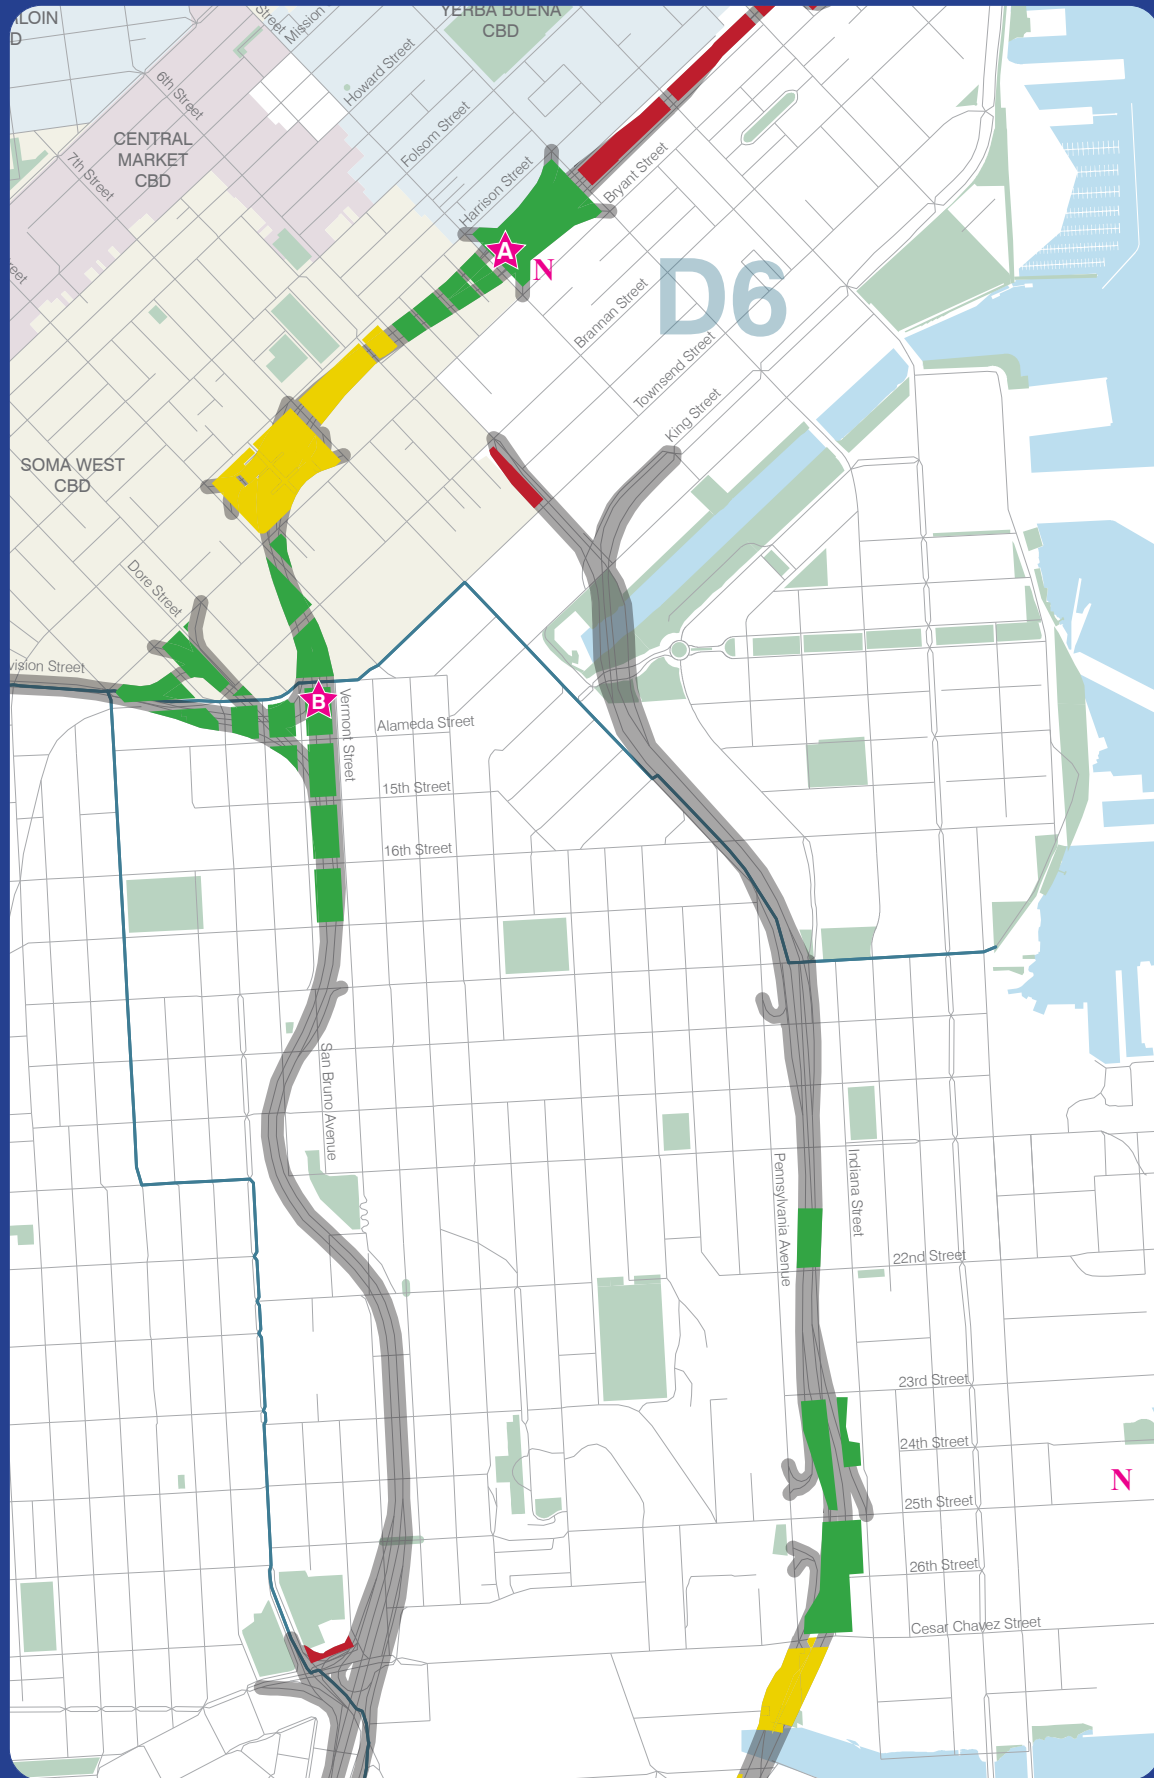 LOIN
D
Street
Mission
YERBA BUENA
CBD
Howard Street
6th Street
Folsom Street
CENTRAL
MARKET
CBD
7th Street
Harrison Street
Bryant Street
A
N
D6
Brannan Street
Townsend Street
King Street
SOMA WEST
CBD
Dore Street
vision Street
B
Vermont Street
Alameda Street
15th Street
16th Street
San Bruno Avenue
Pennsylvania Avenue
Indiana Street
22nd Street
23rd Street
24th Street
N
25th Street
26th Street
Cesar Chavez Street